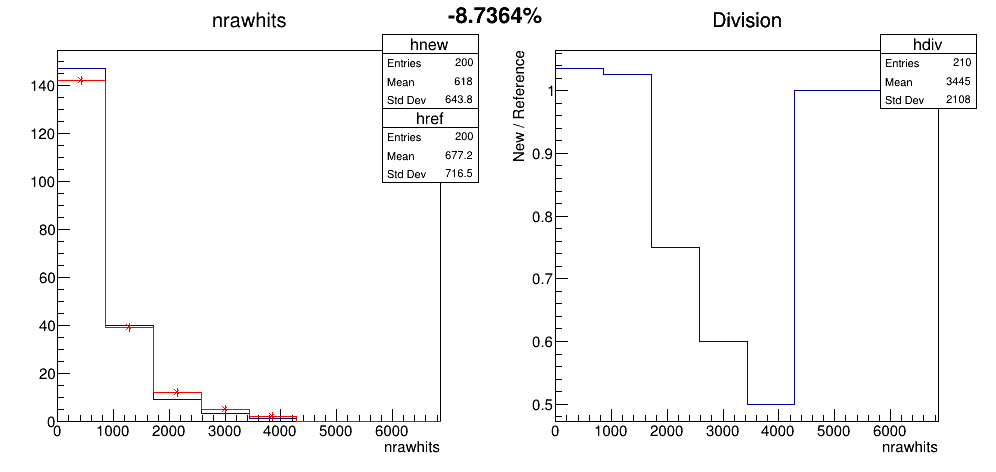 -8.7364%
nrawhits
hnew
Entries 200
Mean 618
Std Dev 643.8
href
Entries 200
Mean 677.2
Std Dev 716.5
140
120
100
80
60
40
20
0
0 1000 2000 3000 4000 5000 6000
nrawhits
Division
hdiv
Entries 210
Mean 3445
Std Dev 2108
New / Reference
1
0.9
0.8
0.7
0.6
0.5
0 1000 2000 3000 4000 5000 6000
nrawhits